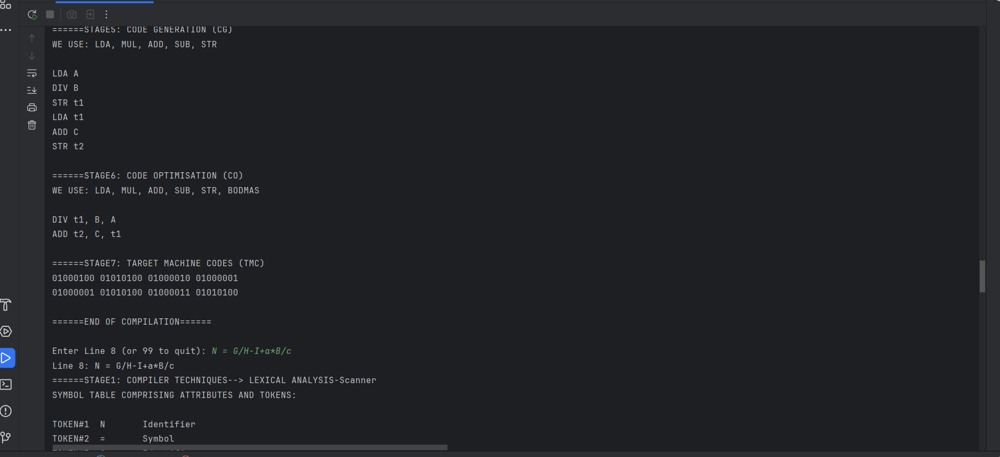 ======STAGE5: CODE GENERATION (CG)
WE USE: LDA, MUL, ADD, SUB, STR
LDA A
DIV B
STR t1
LDA t1
ADD C
STR t2
======STAGE6: CODE OPTIMISATION (CO)
WE USE: LDA, MUL, ADD, SUB, STR, BODMAS
DIV t1, B, A
ADD t2, C, t1
======STAGE7: TARGET MACHINE CODES (TMC)
01000100 01010100 01000010 01000001
01000001 01010100 01000011 01010100
======END OF COMPILATION======
Enter Line 8 (or 99 to quit): N = G/H-I+a*B/c
Line 8: N = G/H-I+a*B/c
======STAGE1: COMPILER TECHNIQUES--> LEXICAL ANALYSIS-Scanner
SYMBOL TABLE COMPRISING ATTRIBUTES AND TOKENS:
TOKEN#1 N Identifier
TOKEN#2 = Symbol